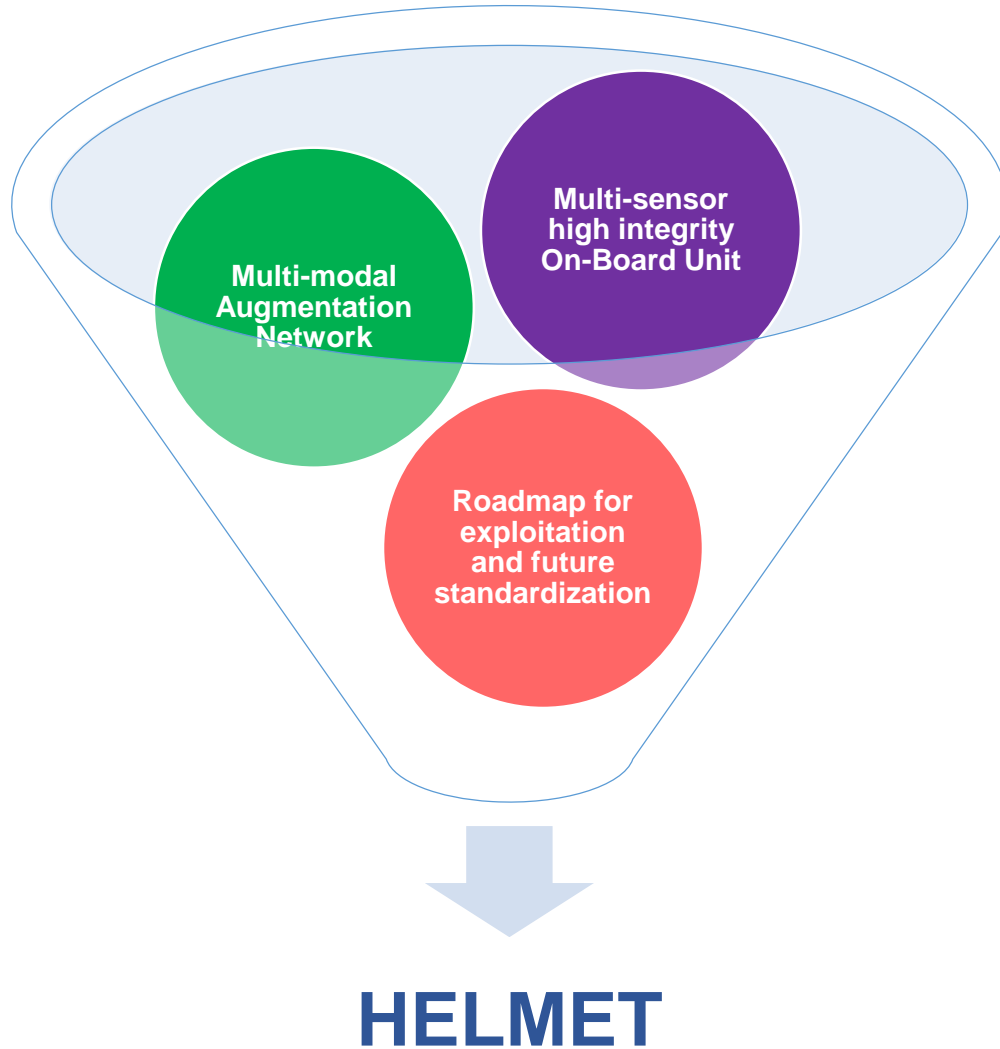 Multi-sensor
high integrity
On-Board Unit
Multi-modal
Augmentation
Network
Roadmap for
exploitation
and future
standardization
HELMET